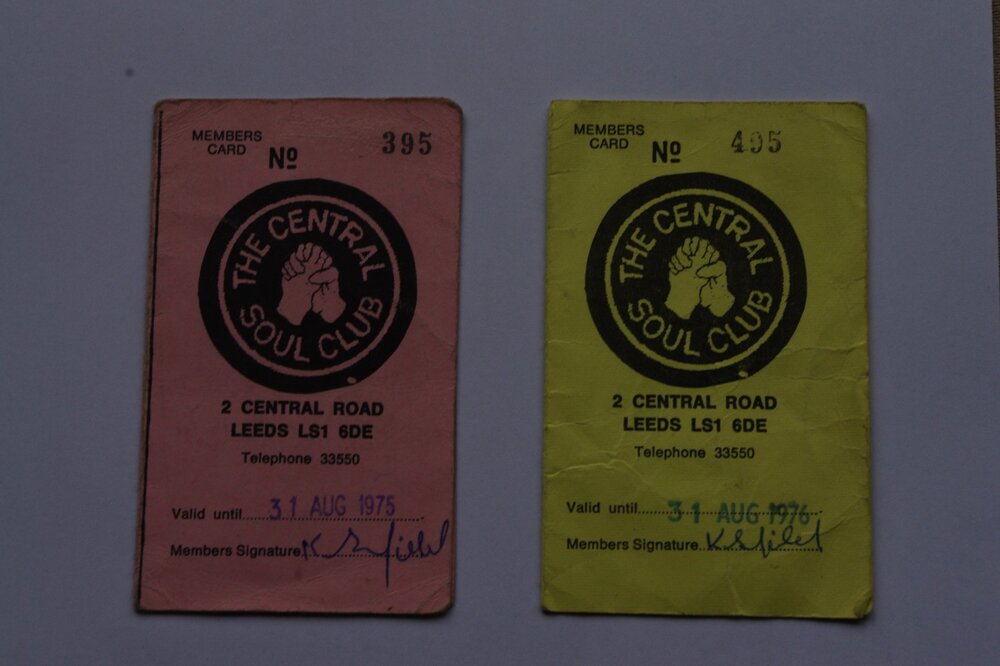 MEMBERS
CARD
Nº 395
THE CENTRAL
SOUL CLUB
2 CENTRAL ROAD
LEEDS LS1 6DE
Telephone 33550
Valid until 31 AUG 1975
Members Signature K
MEMBERS
CARD
Nº 495
THE CENTRAL
SOUL CLUB
2 CENTRAL ROAD
LEEDS LS1 6DE
Telephone 33550
Valid until 31 AUG 1976
Members Signature K